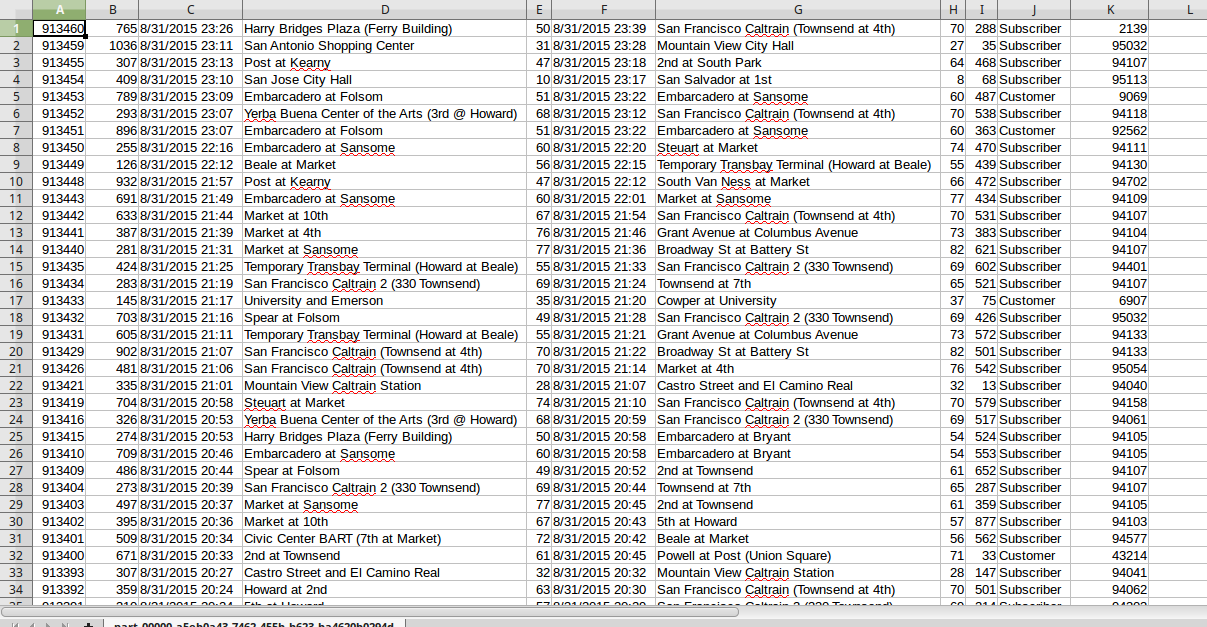 A B C D E F G H I J K L
1 913460 765 8/31/2015 23:26 Harry Bridges Plaza (Ferry Building) 50 8/31/2015 23:39 San Francisco Caltrain (Townsend at 4th) 70 288 Subscriber 2139
2 913459 1036 8/31/2015 23:11 San Antonio Shopping Center 31 8/31/2015 23:28 Mountain View City Hall 27 35 Subscriber 95032
3 913455 307 8/31/2015 23:13 Post at Kearny 47 8/31/2015 23:18 2nd at South Park 64 468 Subscriber 94107
4 913454 409 8/31/2015 23:10 San Jose City Hall 10 8/31/2015 23:17 San Salvador at 1st 8 68 Subscriber 95113
5 913453 789 8/31/2015 23:09 Embarcadero at Folsom 51 8/31/2015 23:22 Embarcadero at Sansome 60 487 Customer 9069
6 913452 293 8/31/2015 23:07 Yerba Buena Center of the Arts (3rd @ Howard) 68 8/31/2015 23:12 San Francisco Caltrain (Townsend at 4th) 70 538 Subscriber 94118
7 913451 896 8/31/2015 23:07 Embarcadero at Folsom 51 8/31/2015 23:22 Embarcadero at Sansome 60 363 Customer 92562
8 913450 255 8/31/2015 22:16 Embarcadero at Sansome 60 8/31/2015 22:20 Steuart at Market 74 470 Subscriber 94111
9 913449 126 8/31/2015 22:12 Beale at Market 56 8/31/2015 22:15 Temporary Transbay Terminal (Howard at Beale) 55 439 Subscriber 94130
10 913448 932 8/31/2015 21:57 Post at Kearny 47 8/31/2015 22:12 South Van Ness at Market 66 472 Subscriber 94702
11 913443 691 8/31/2015 21:49 Embarcadero at Sansome 60 8/31/2015 22:01 Market at Sansome 77 434 Subscriber 94109
12 913442 633 8/31/2015 21:44 Market at 10th 67 8/31/2015 21:54 San Francisco Caltrain (Townsend at 4th) 70 531 Subscriber 94107
13 913441 387 8/31/2015 21:39 Market at 4th 76 8/31/2015 21:46 Grant Avenue at Columbus Avenue 73 383 Subscriber 94104
14 913440 281 8/31/2015 21:31 Market at Sansome 77 8/31/2015 21:36 Broadway St at Battery St 82 621 Subscriber 94107
15 913435 424 8/31/2015 21:25 Temporary Transbay Terminal (Howard at Beale) 55 8/31/2015 21:33 San Francisco Caltrain 2 (330 Townsend) 69 602 Subscriber 94401
16 913434 283 8/31/2015 21:19 San Francisco Caltrain 2 (330 Townsend) 69 8/31/2015 21:24 Townsend at 7th 65 521 Subscriber 94107
17 913433 145 8/31/2015 21:17 University and Emerson 35 8/31/2015 21:20 Cowper at University 37 75 Customer 6907
18 913432 703 8/31/2015 21:16 Spear at Folsom 49 8/31/2015 21:28 San Francisco Caltrain 2 (330 Townsend) 69 426 Subscriber 95032
19 913431 605 8/31/2015 21:11 Temporary Transbay Terminal (Howard at Beale) 55 8/31/2015 21:21 Grant Avenue at Columbus Avenue 73 572 Subscriber 94133
20 913429 902 8/31/2015 21:07 San Francisco Caltrain (Townsend at 4th) 70 8/31/2015 21:22 Broadway St at Battery St 82 501 Subscriber 94133
21 913426 481 8/31/2015 21:06 San Francisco Caltrain (Townsend at 4th) 70 8/31/2015 21:14 Market at 4th 76 542 Subscriber 95054
22 913421 335 8/31/2015 21:01 Mountain View Caltrain Station 28 8/31/2015 21:07 Castro Street and El Camino Real 32 13 Subscriber 94040
23 913419 704 8/31/2015 20:58 Steuart at Market 74 8/31/2015 21:10 San Francisco Caltrain (Townsend at 4th) 70 579 Subscriber 94158
24 913416 326 8/31/2015 20:53 Yerba Buena Center of the Arts (3rd @ Howard) 68 8/31/2015 20:59 San Francisco Caltrain 2 (330 Townsend) 69 517 Subscriber 94061
25 913415 274 8/31/2015 20:53 Harry Bridges Plaza (Ferry Building) 50 8/31/2015 20:58 Embarcadero at Bryant 54 524 Subscriber 94105
26 913410 709 8/31/2015 20:46 Embarcadero at Sansome 60 8/31/2015 20:58 Embarcadero at Bryant 54 553 Subscriber 94105
27 913409 486 8/31/2015 20:44 Spear at Folsom 49 8/31/2015 20:52 2nd at Townsend 61 652 Subscriber 94107
28 913404 273 8/31/2015 20:39 San Francisco Caltrain 2 (330 Townsend) 69 8/31/2015 20:44 Townsend at 7th 65 287 Subscriber 94107
29 913403 497 8/31/2015 20:37 Market at Sansome 77 8/31/2015 20:45 2nd at Townsend 61 359 Subscriber 94105
30 913402 395 8/31/2015 20:36 Market at 10th 67 8/31/2015 20:43 5th at Howard 57 877 Subscriber 94103
31 913401 509 8/31/2015 20:34 Civic Center BART (7th at Market) 72 8/31/2015 20:42 Beale at Market 56 562 Subscriber 94577
32 913400 671 8/31/2015 20:33 2nd at Townsend 61 8/31/2015 20:45 Powell at Post (Union Square) 71 33 Customer 43214
33 913393 307 8/31/2015 20:27 Castro Street and El Camino Real 32 8/31/2015 20:32 Mountain View Caltrain Station 28 147 Subscriber 94041
34 913392 359 8/31/2015 20:24 Howard at 2nd 63 8/31/2015 20:30 San Francisco Caltrain (Townsend at 4th) 70 501 Subscriber 94062